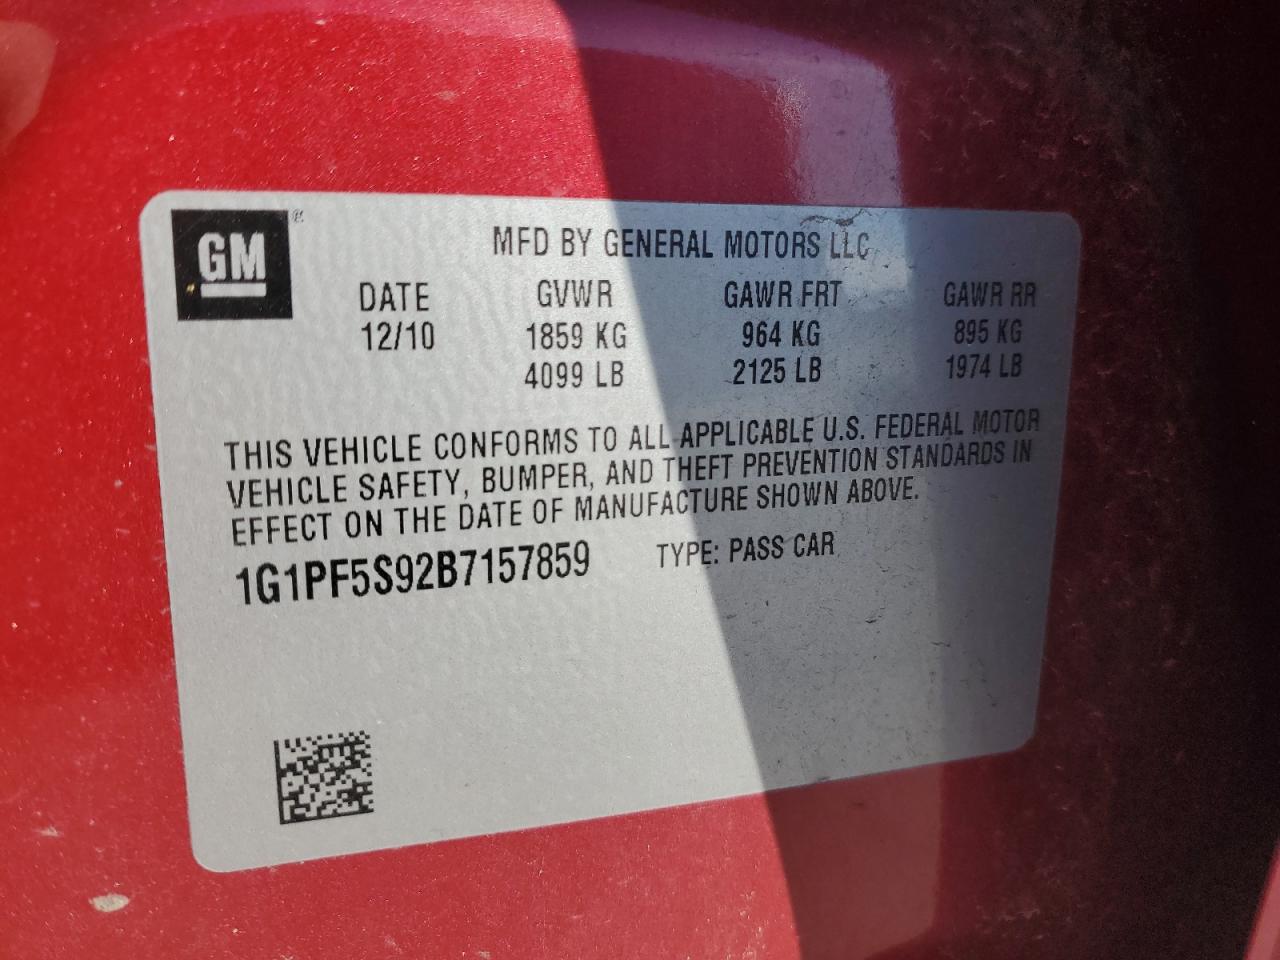 GM ®
MFD BY GENERAL MOTORS LLC
DATE GVWR GAWR FRT GAWR RR
12/10 1859 KG 964 KG 895 KG
4099 LB 2125 LB 1974 LB
THIS VEHICLE CONFORMS TO ALL APPLICABLE U.S. FEDERAL MOTOR
VEHICLE SAFETY, BUMPER, AND THEFT PREVENTION STANDARDS IN
EFFECT ON THE DATE OF MANUFACTURE SHOWN ABOVE.
1G1PF5S92B7157859 TYPE: PASS CAR